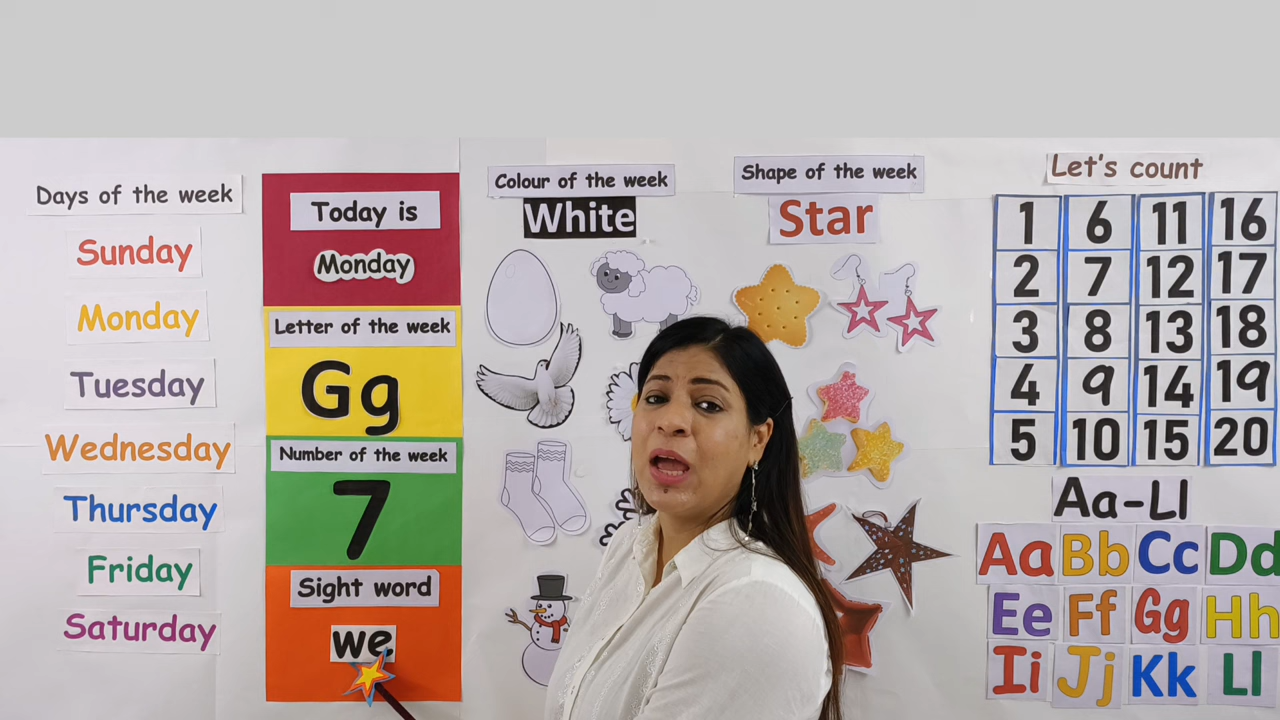 Days of the week
Sunday
Monday
Tuesday
Wednesday
Thursday
Friday
Saturday
Today is
Monday
Letter of the week
Gg
Number of the week
7
Sight word
we
Colour of the week
White
Shape of the week
Star
Let's count
1 6 11 16
2 7 12 17
3 8 13 18
4 9 14 19
5 10 15 20
Aa-Ll
Aa Bb Cc Dd
Ee Ff Gg Hh
Ii Jj Kk Ll